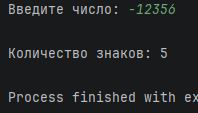 Введите число: -12356
Количество знаков: 5
Process finished with ex